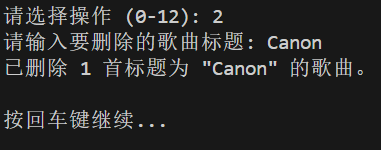 请选择操作 (0-12): 2
请输入要删除的歌曲标题: Canon
已删除 1 首标题为 "Canon" 的歌曲。
按回车键继续...